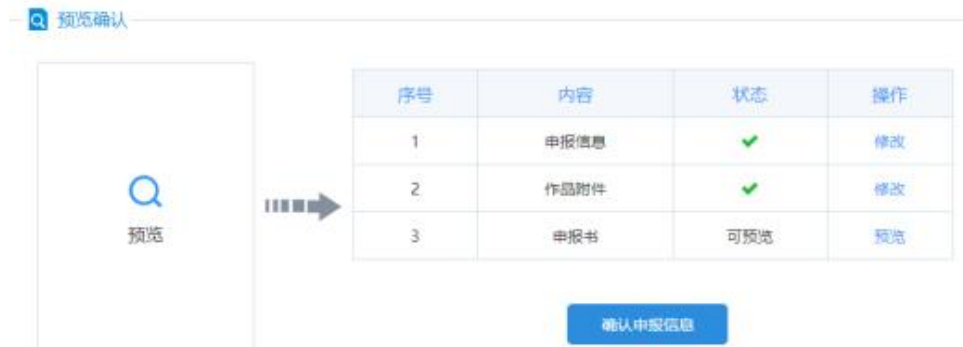 预览确认
序号 内容 状态 操作
1 申报信息 修改
2 作品附件 修改
预览
3 申报书 可预览 预览
确认申报信息